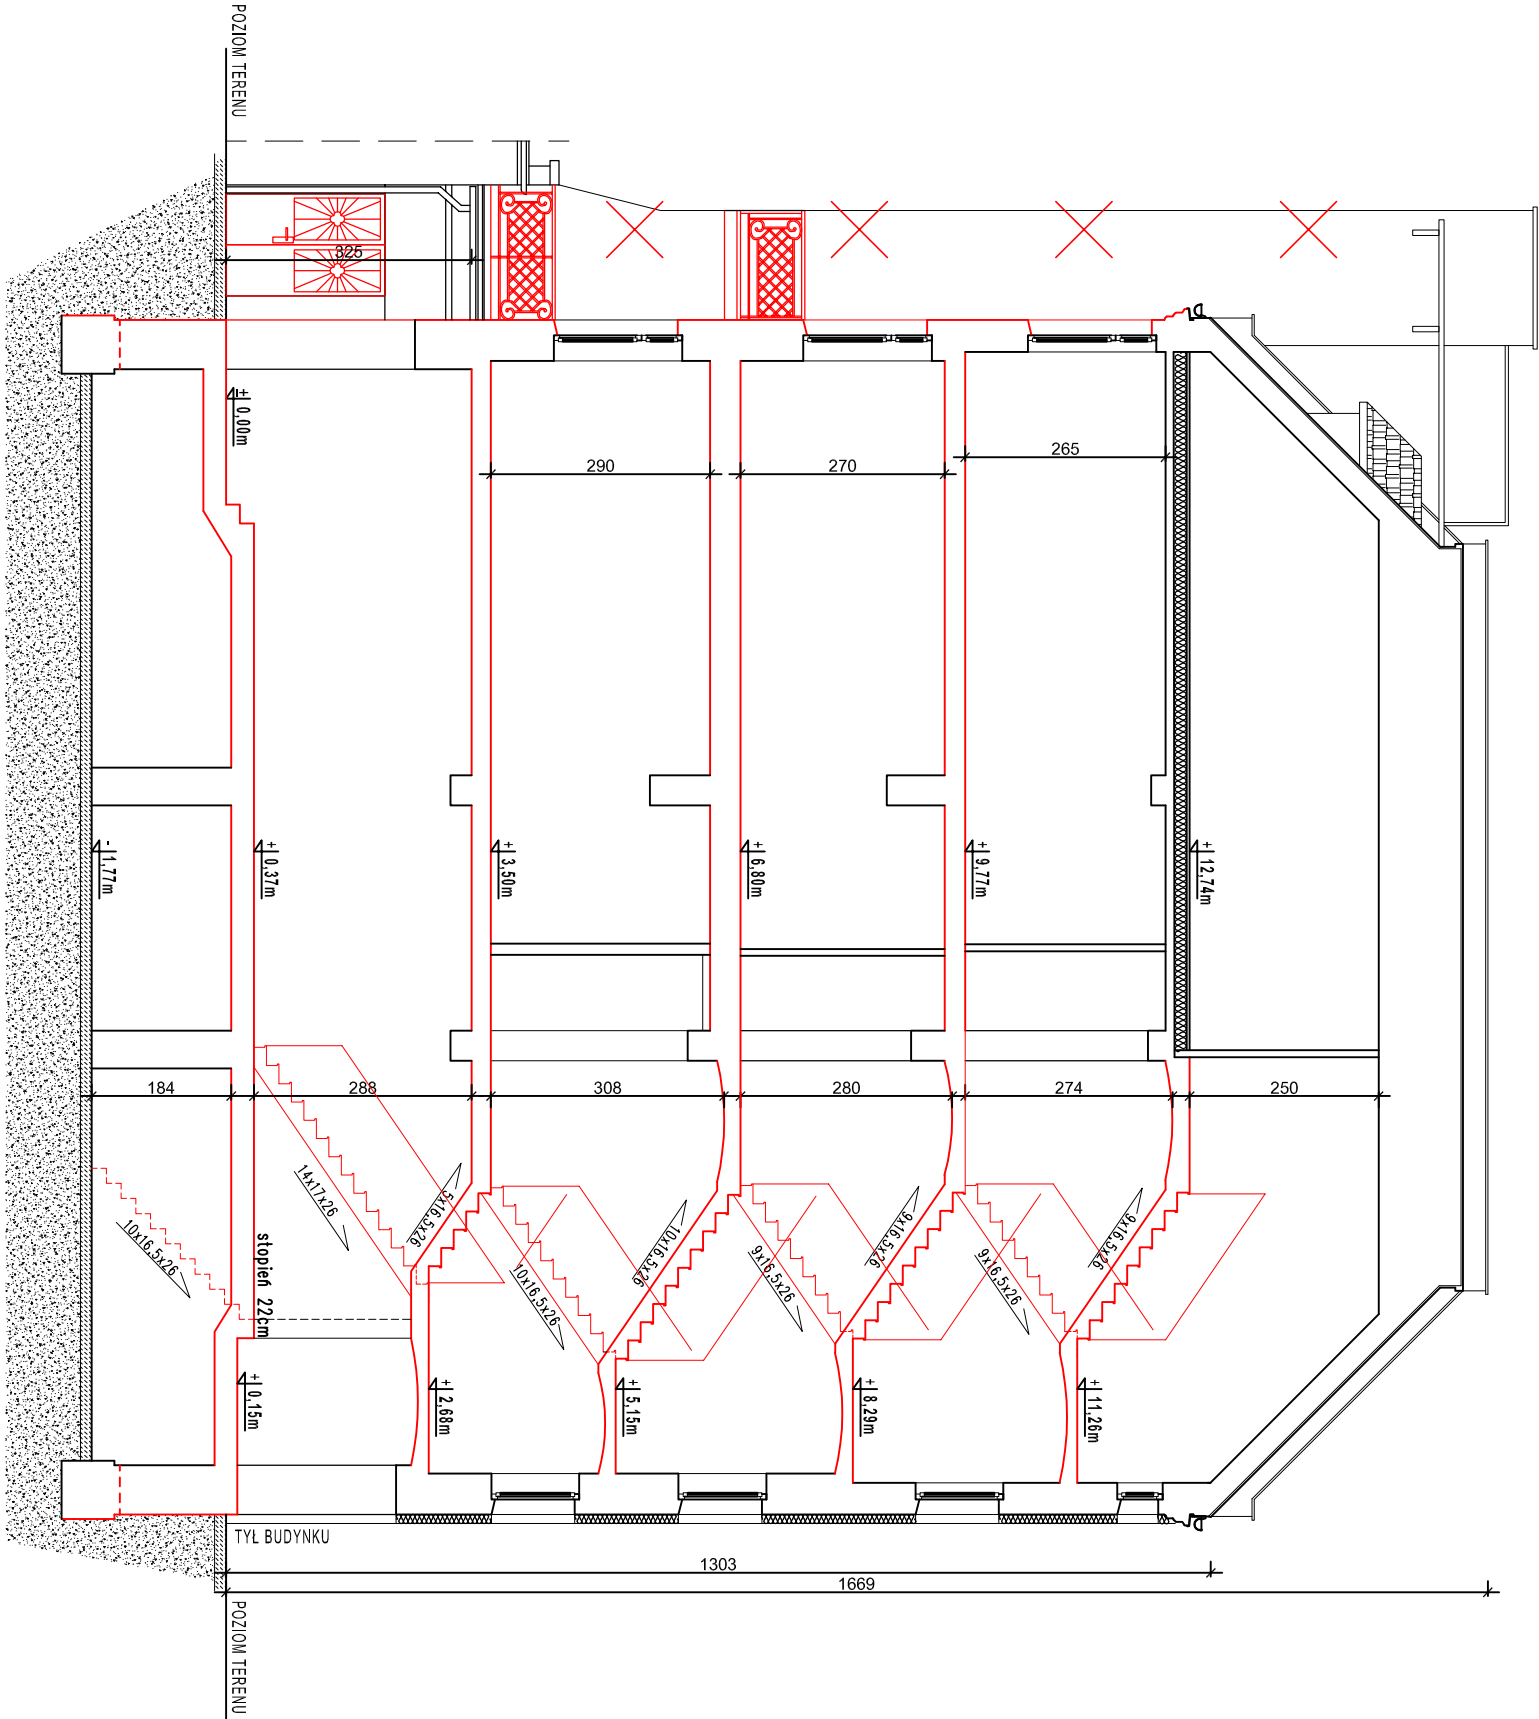 POZIOM TERENU
325
± 0,00m
290
270
265
- 1,77m
+ 0,37m
+ 3,50m
+ 6,80m
+ 9,77m
+ 12,74m
184
288
308
280
274
250
10x16,5x26
14x17x26
5x16,5x26
10x16,5x26
10x16,5x26
9x16,5x26
9x16,5x26
9x16,5x26
9x16,5x26
stopień 22cm
+ 0,15m
+ 2,68m
+ 5,15m
+ 8,29m
+ 11,26m
TYŁ BUDYNKU
1303
1669
POZIOM TERENU